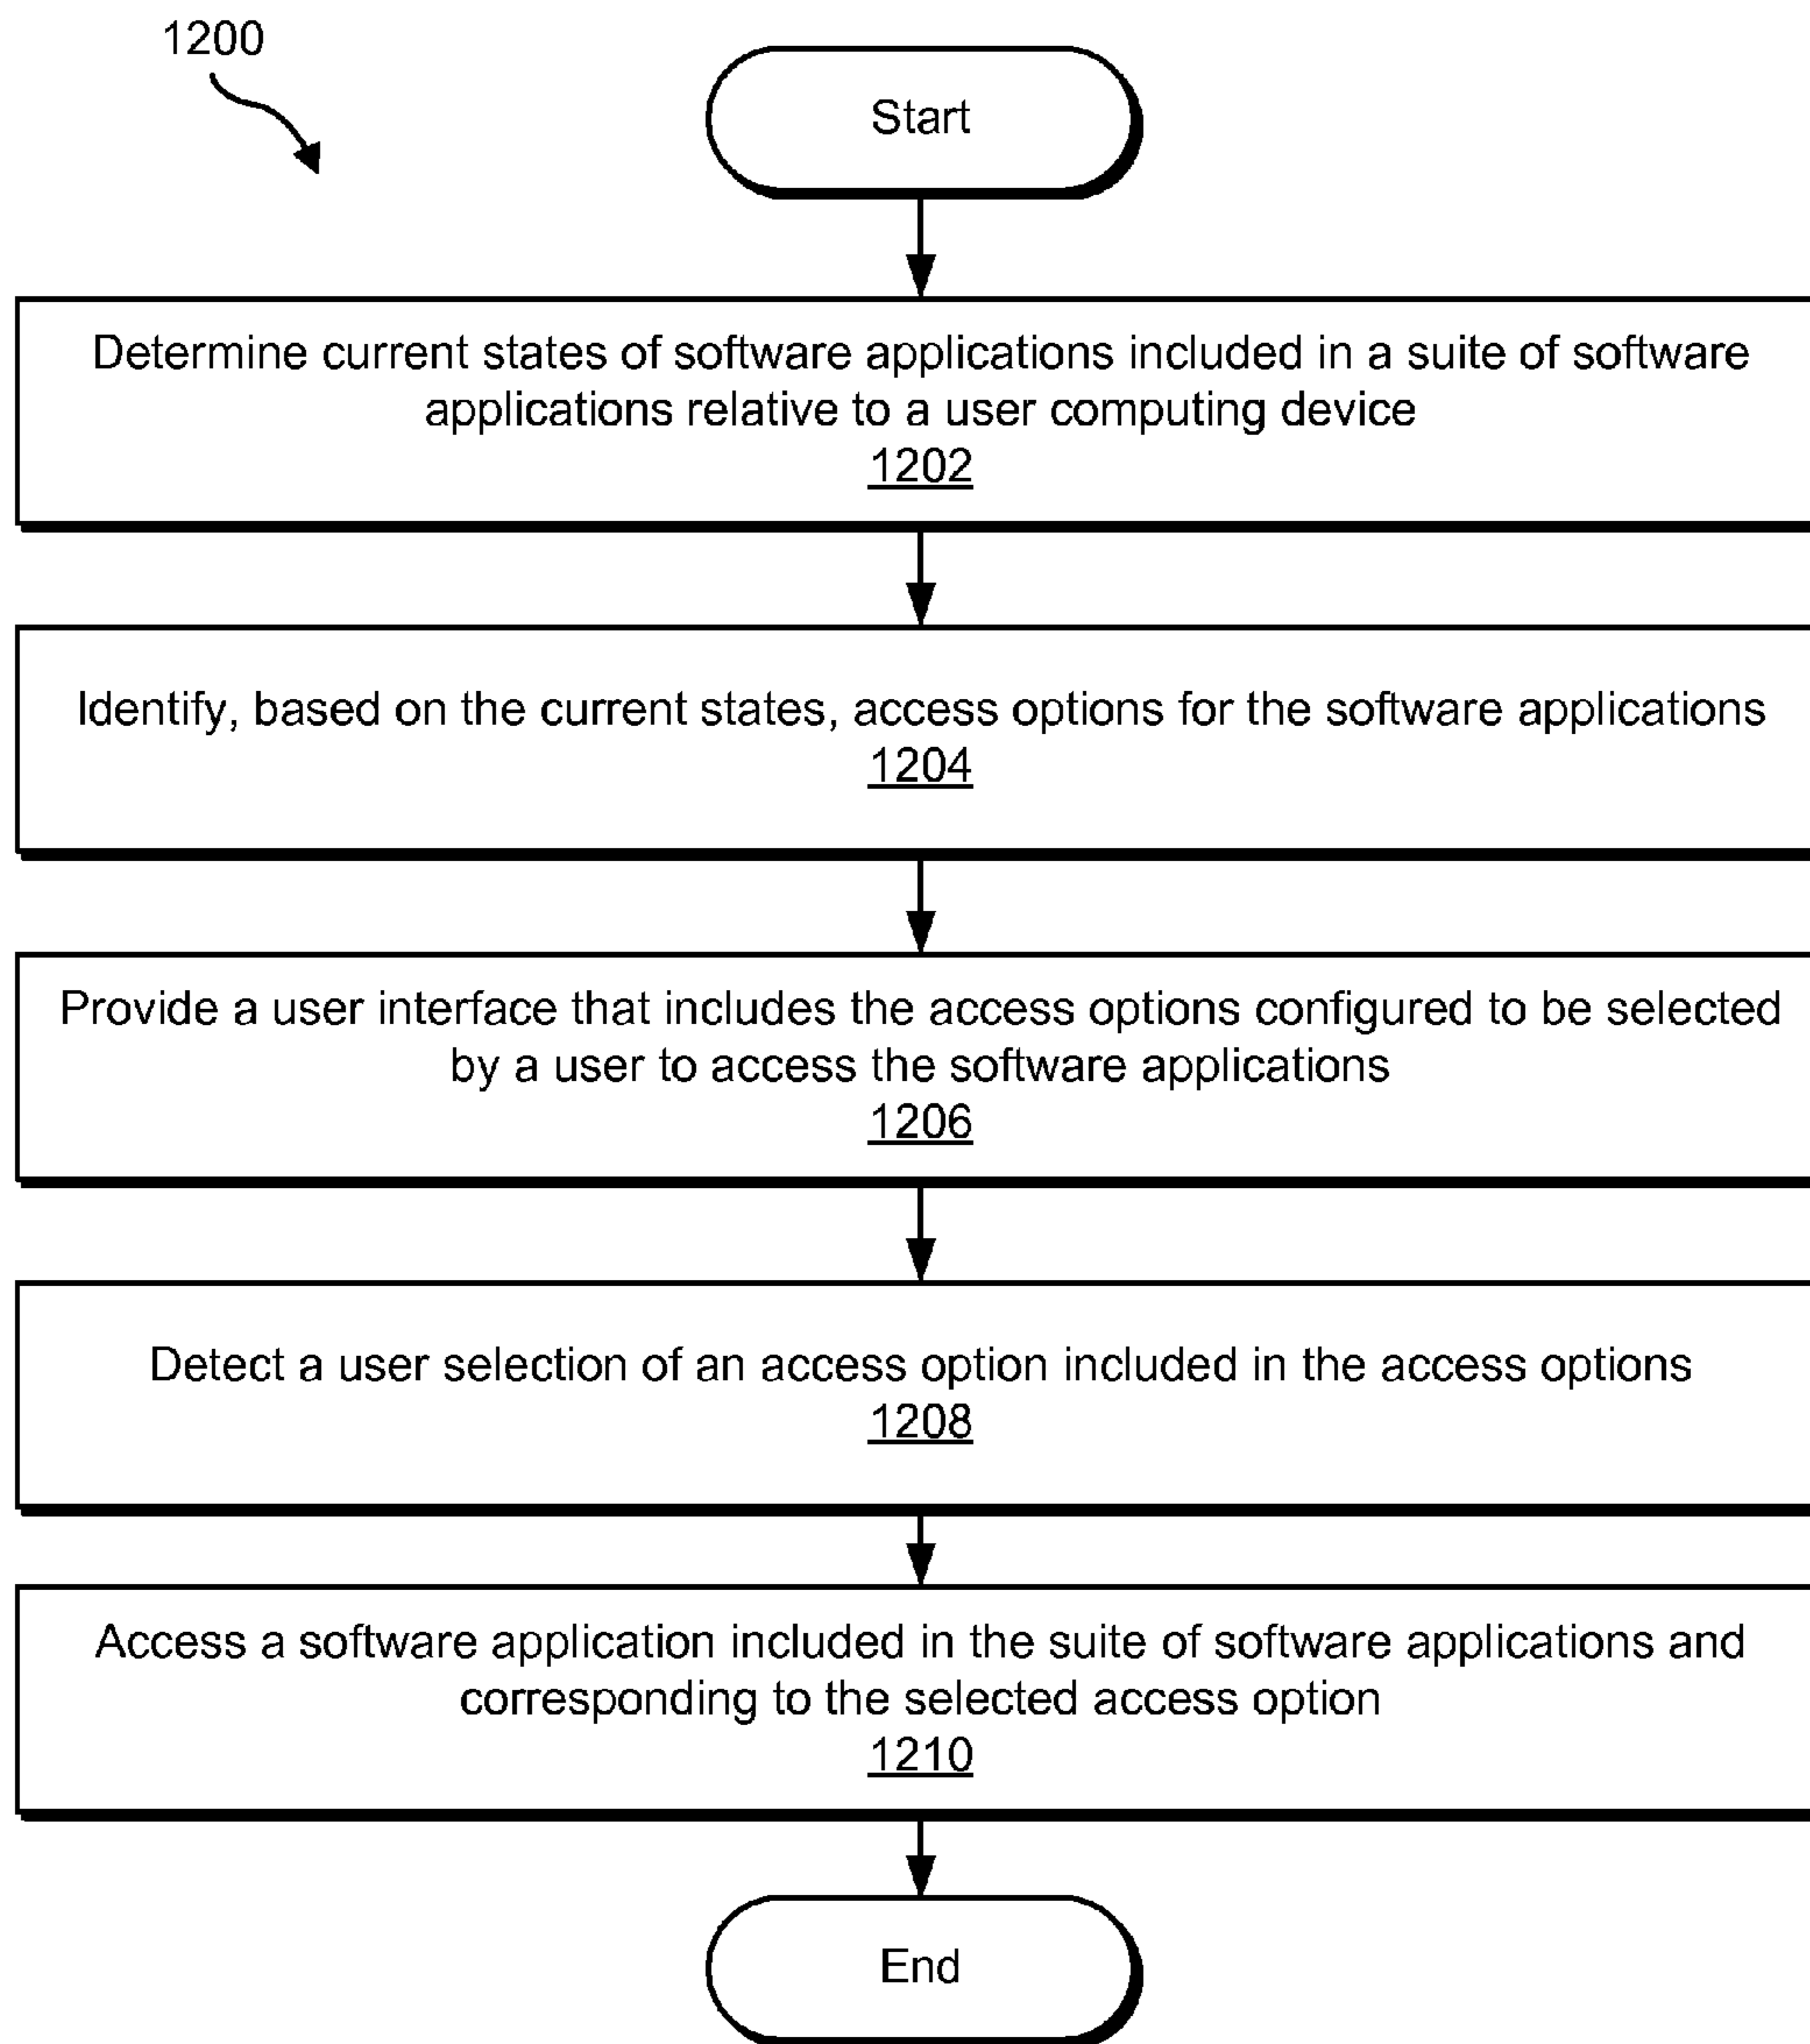 1200
Start
Determine current states of software applications included in a suite of software
applications relative to a user computing device
1202
Identify, based on the current states, access options for the software applications
1204
Provide a user interface that includes the access options configured to be selected
by a user to access the software applications
1206
Detect a user selection of an access option included in the access options
1208
Access a software application included in the suite of software applications and
corresponding to the selected access option
1210
End